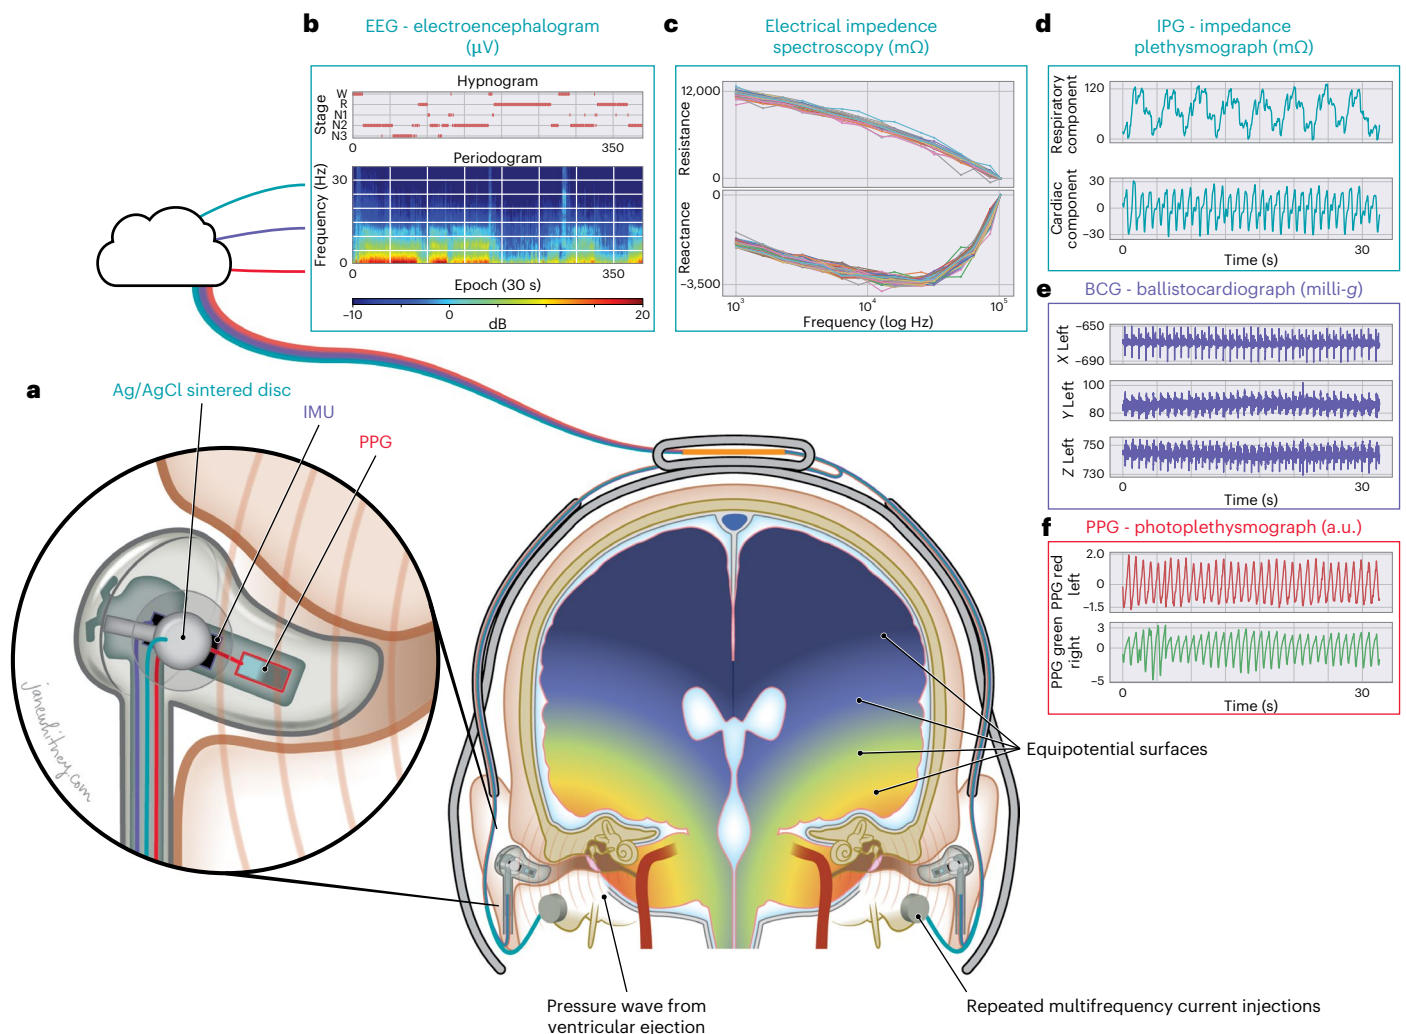 b
EEG - electroencephalogram
(μV)
Hypnogram
Stage
W
R
N1
N2
N3
0
350
Periodogram
Frequency (Hz)
30
0
0
350
Epoch (30 s)
−10
0
20
dB
c
Electrical impedance
spectroscopy (mΩ)
Resistance
12,000
0
Reactance
0
−3,500
10³
10⁴
10⁵
Frequency (log Hz)
d
IPG - impedance
plethysmograph (mΩ)
Respiratory
component
120
0
Cardiac
component
30
0
−30
0
30
Time (s)
e
BCG - ballistocardiograph (milli-g)
X Left
−650
−690
Y Left
100
80
Z Left
750
730
0
30
Time (s)
f
PPG - photoplethysmograph (a.u.)
PPG red
left
2.0
0
−1.5
PPG green
right
3
0
−5
0
30
Time (s)
a
Ag/AgCl sintered disc
IMU
PPG
janewhitney.com
Equipotential surfaces
Pressure wave from
ventricular ejection
Repeated multifrequency current injections